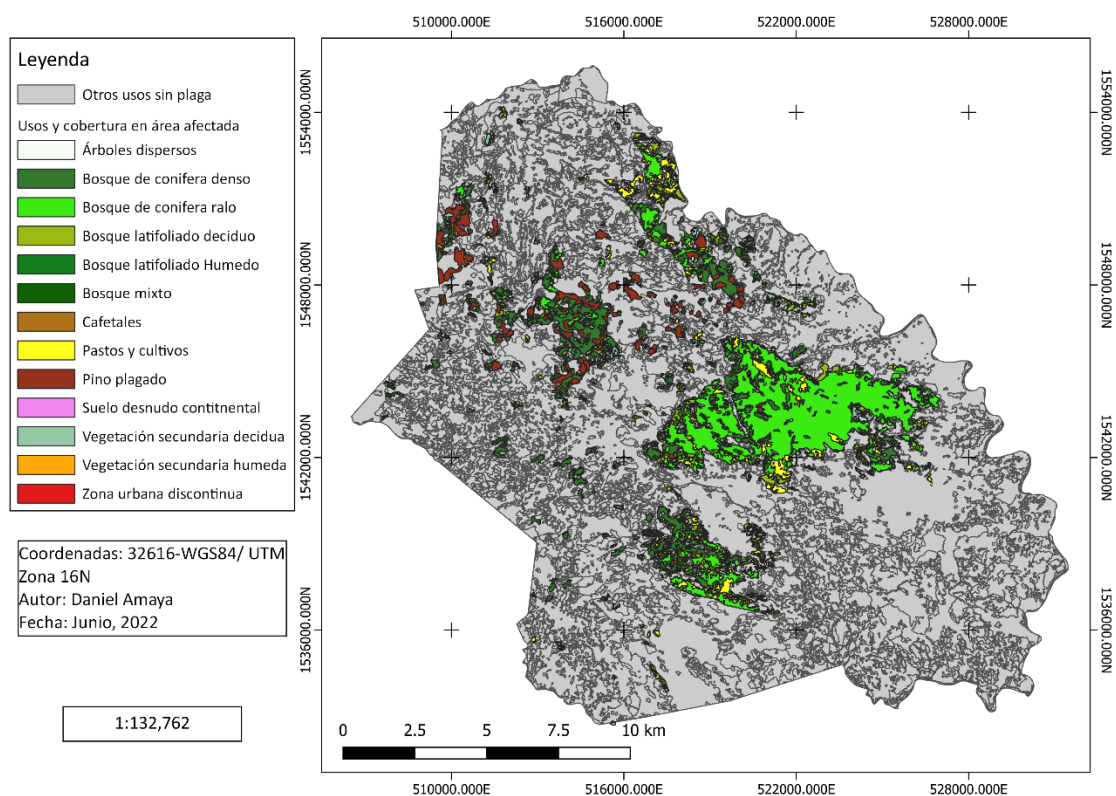 510000.000E 516000.000E 522000.000E 528000.000E
Leyenda
Otros usos sin plaga
Usos y cobertura en área afectada
Árboles dispersos
Bosque de conifera denso
Bosque de conifera ralo
Bosque latifoliado deciduo
Bosque latifoliado Humedo
Bosque mixto
Cafetales
Pastos y cultivos
Pino plagado
Suelo desnudo contitnental
Vegetación secundaria decidua
Vegetación secundaria humeda
Zona urbana discontinua
Coordenadas: 32616-WGS84/ UTM
Zona 16N
Autor: Daniel Amaya
Fecha: Junio, 2022
1:132,762
1554000.000N
1548000.000N
1542000.000N
1536000.000N
1554000.000N
1548000.000N
1542000.000N
1536000.000N
0 2.5 5 7.5 10 km
510000.000E 516000.000E 522000.000E 528000.000E